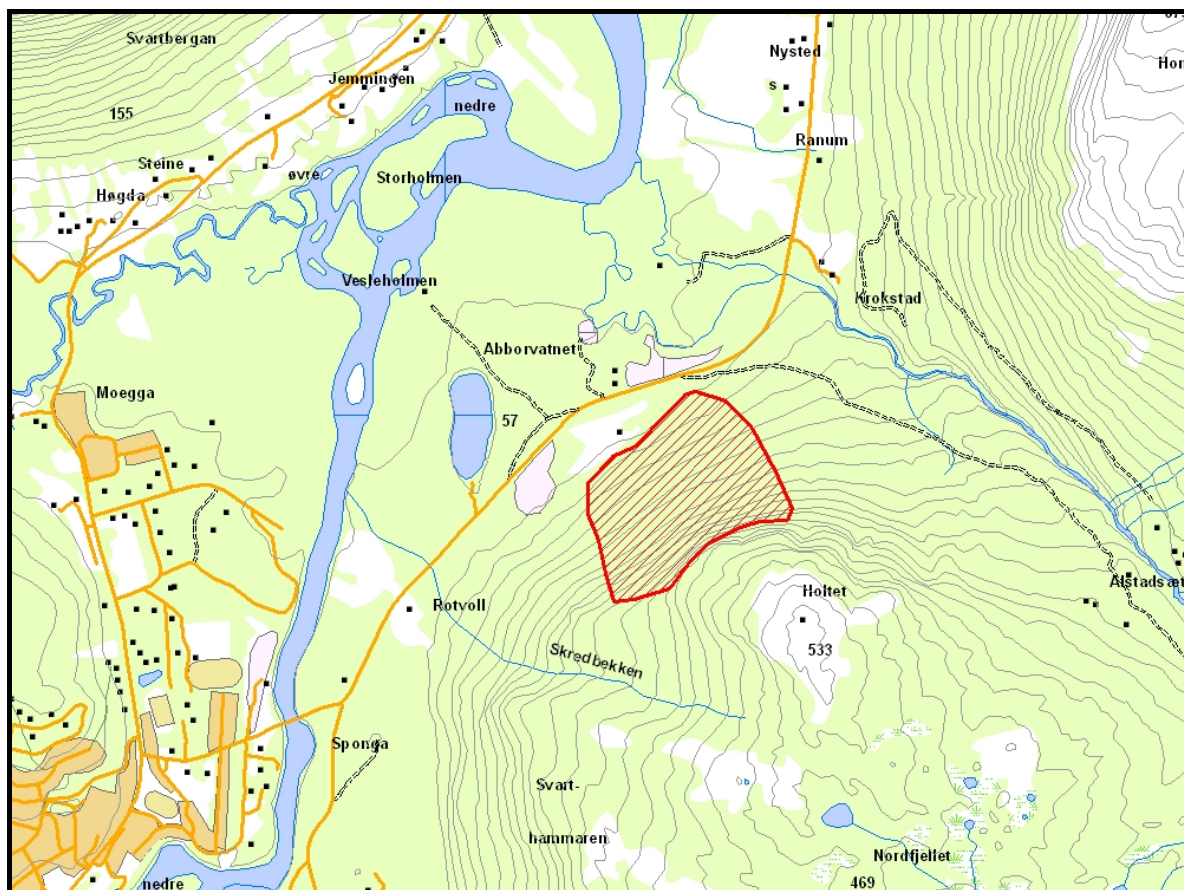 Svartbergan
Nysted
Jemmingen
nedre
s
155
Ranum
Steine
øvre
Storholmen
Høgda
Vesleholmen
Krokstad
Abborvatnet
Moegga
57
Alstadsæt
Holtet
Rotvoll
533
Skredbekken
Sponga
Svart-
hammaren
Nordfjellet
nedre
469